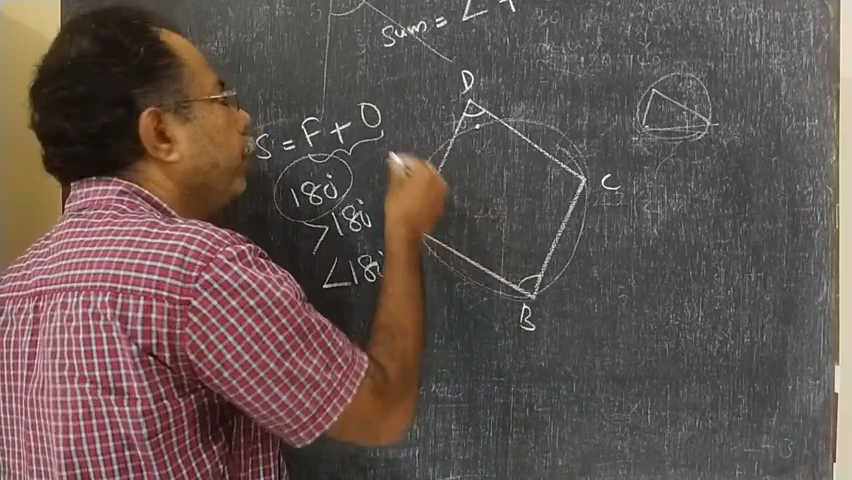 Sum = ∠
D
S = F + O
180°
C
>180
<180
B